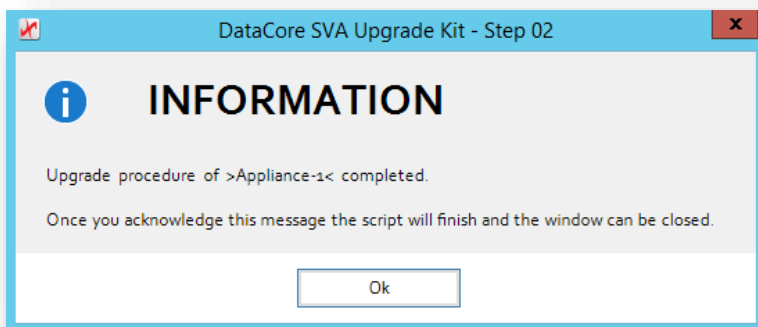 DataCore SVA Upgrade Kit - Step 02
x
INFORMATION
Upgrade procedure of >Appliance-1< completed.
Once you acknowledge this message the script will finish and the window can be closed.
Ok